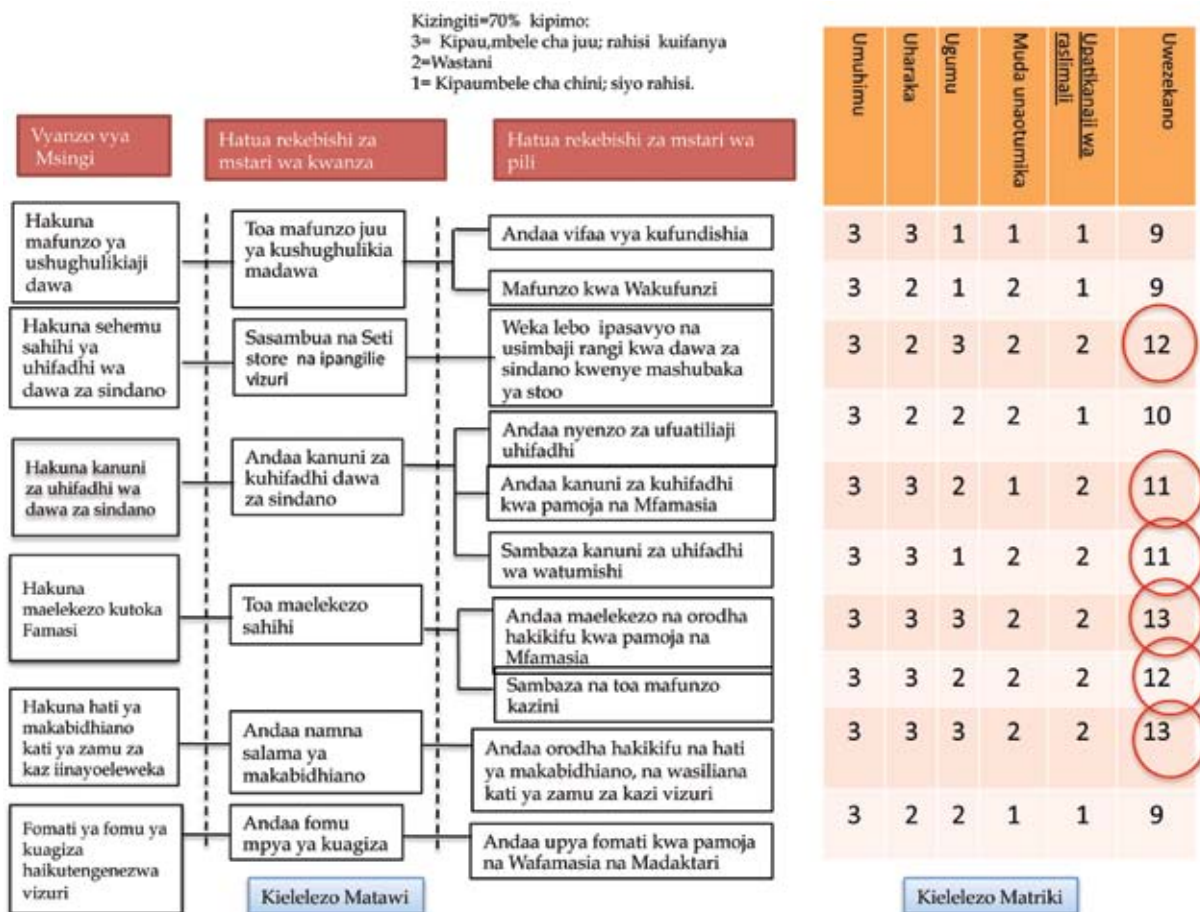 Kizingiti=70% kipimo:
3= Kipau,mbele cha juu; rahisi kuifanya
2=Wastani
1= Kipaumbele cha chini; siyo rahisi.
Vyanzo vya
Msingi
Hatua rekebishi za
mstari wa kwanza
Hatua rekebishi za mstari wa
pili
Hakuna
mafunzo ya
ushughulikiaji
dawa
Toa mafunzo juu
ya kushughulikia
madawa
Andaa vifaa vya kufundishia
Mafunzo kwa Wakufunzi
Hakuna sehemu
sahihi ya
uhifadhi wa
dawa za sindano
Sasambua na Seti
store na ipangilie
vizuri
Weka lebo ipasavyo na
usimbaji rangi kwa dawa za
sindano kwenye mashubaka
ya stoo
Hakuna kanuni
za uhifadhi wa
dawa za sindano
Andaa kanuni za
kuhifadhi dawa
za sindano
Andaa nyenzo za ufuatiliaji
uhifadhi
Andaa kanuni za kuhifadhi
kwa pamoja na Mfamasia
Sambaza kanuni za uhifadhi
wa watumishi
Hakuna
maelekezo kutoka
Famasi
Toa maelekezo
sahihi
Andaa maelekezo na orodha
hakikifu kwa pamoja na
Mfamasia
Sambaza na toa mafunzo
kazini
Hakuna hati ya
makabidhiano
kati ya zamu za
kaz iinayoeleweka
Andaa namna
salama ya
makabidhiano
Andaa orodha hakikifu na hati
ya makabidhiano, na wasiliana
kati ya zamu za kazi vizuri
Fomati ya fomu ya
kuagiza
haikutengenezwa
vizuri
Andaa fomu
mpya ya kuagiza
Andaa upya fomati kwa pamoja
na Wafamasia na Madaktari
Kielelezo Matawi
Umuhimu
Uharaka
Ugumu
Muda unaotumika
Upatikanaji wa
raslimali
Uwezekano
3 3 1 1 1 9
3 2 1 2 1 9
3 2 3 2 2 12
3 2 2 2 1 10
3 3 2 1 2 11
3 3 1 2 2 11
3 3 3 2 2 13
3 3 2 2 2 12
3 3 3 2 2 13
3 2 2 1 1 9
Kielelezo Matriki